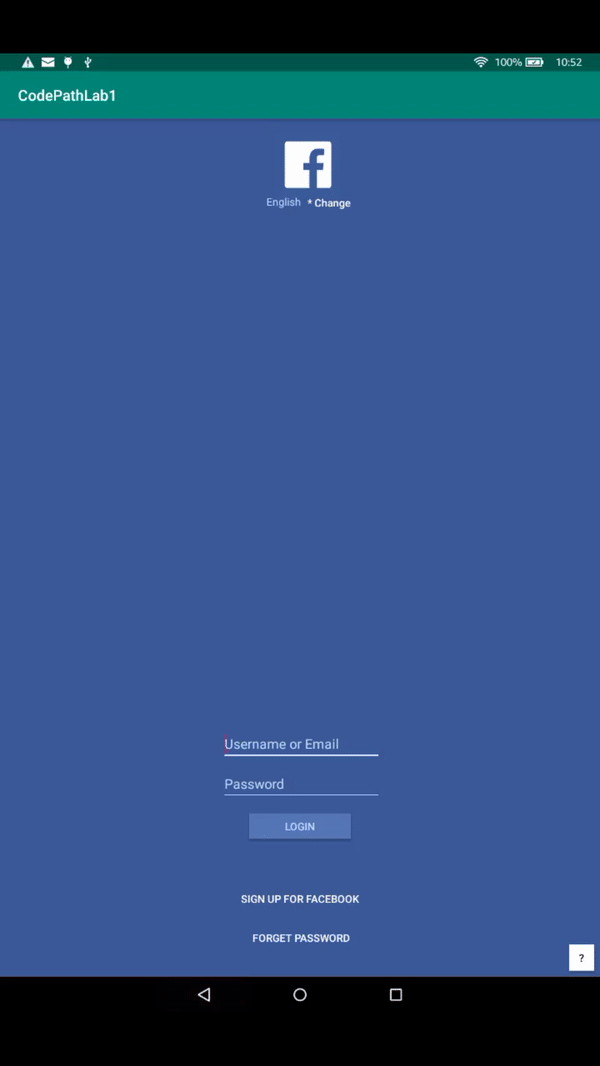 100% 10:52
CodePathLab1
English * Change
Username or Email
Password
LOGIN
SIGN UP FOR FACEBOOK
FORGET PASSWORD
?